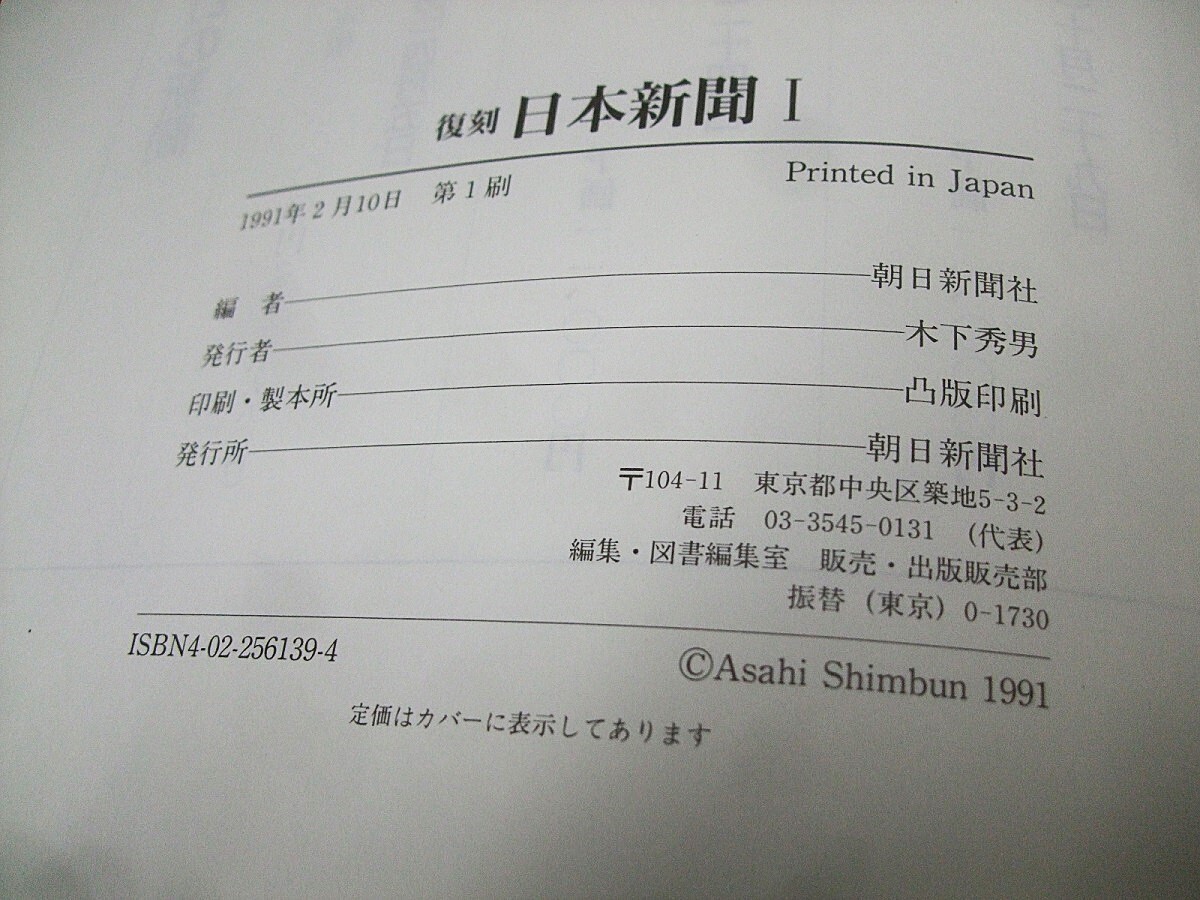 復刻 日本新聞 I
1991年2月10日 第1刷
Printed in Japan
編 者 朝日新聞社
発行者 木下秀男
印刷・製本所 凸版印刷
発行所 朝日新聞社
〒104-11 東京都中央区築地5-3-2
電話 03-3545-0131 (代表)
編集・図書編集室 販売・出版販売部
振替 (東京) 0-1730
ISBN4-02-256139-4
©Asahi Shimbun 1991
定価はカバーに表示してあります